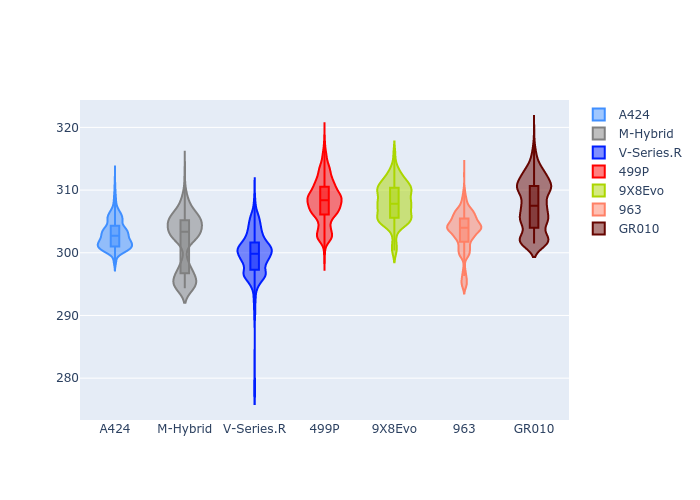 320
310
300
290
280
A424 M-Hybrid V-Series.R 499P 9X8Evo 963 GR010
A424
M-Hybrid
V-Series.R
499P
9X8Evo
963
GR010